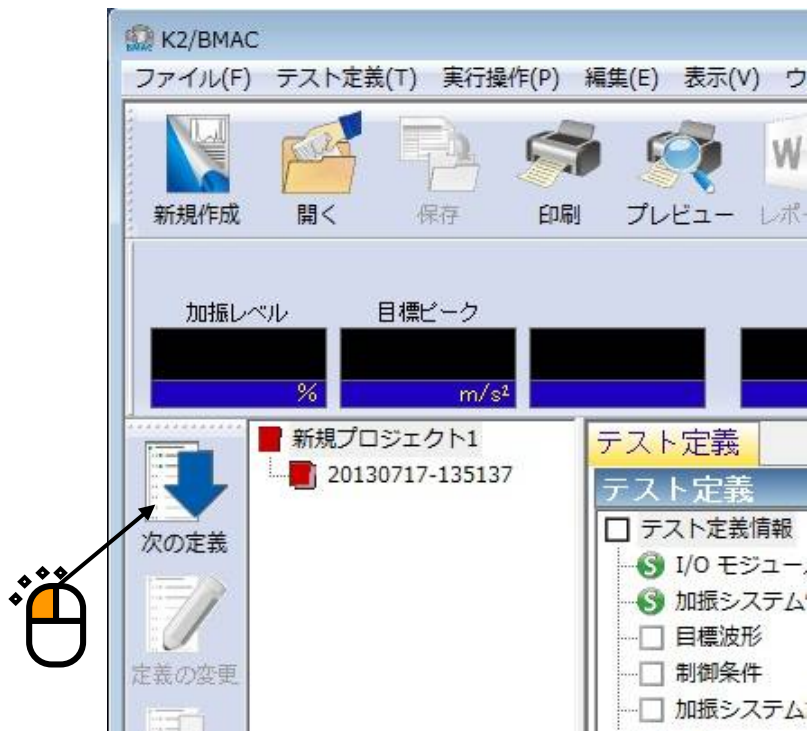 K2/BMAC
ファイル(F) テスト定義(T) 実行操作(P) 編集(E) 表示(V) ウ
新規作成 開く 保存 印刷 プレビュー レポー
W
加振レベル 目標ピーク
% m/s²
次の定義
定義の変更
新規プロジェクト1
20130717-135137
テスト定義
テスト定義
テスト定義情報
S I/O モジュー
S 加振システム
目標波形
制御条件
加振システム